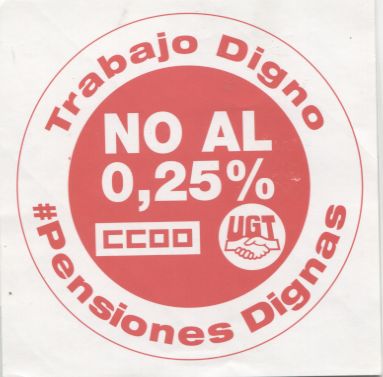 Trabajo Digno
NO AL
0,25%
CCOO
UGT
#Pensiones Dignas